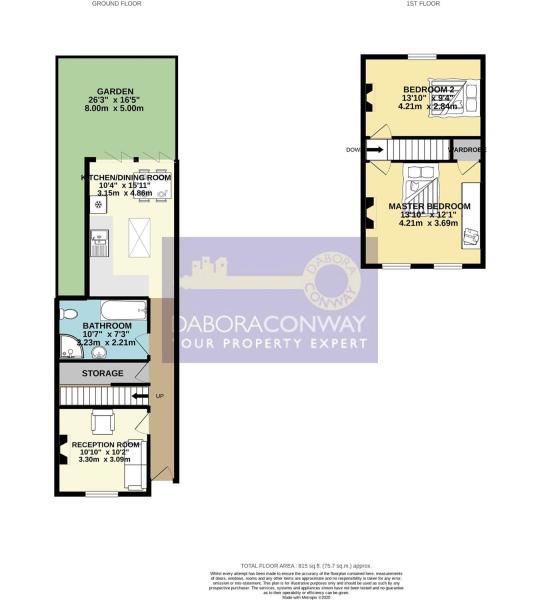 GROUND FLOOR
1ST FLOOR
GARDEN
26'3" x 16'5"
8.00m x 5.00m
KITCHEN/DINING ROOM
10'4" x 15'11"
3.15m x 4.86m
BATHROOM
10'7" x 7'3"
3.23m x 2.21m
STORAGE
UP
RECEPTION ROOM
10'10" x 10'2"
3.30m x 3.09m
BEDROOM 2
13'10" x 9'4"
4.21m x 2.84m
DOWN
WARDROBE
MASTER BEDROOM
13'10" x 12'1"
4.21m x 3.69m
DABORA
CONWAY
DABORACONWAY
YOUR PROPERTY EXPERT
TOTAL FLOOR AREA : 815 sq.ft. (75.7 sq.m.) approx.
Whilst every attempt has been made to ensure the accuracy of the floorplan contained here, measurements
of doors, windows, rooms and any other items are approximate and no responsibility is taken for any error,
omission or mis-statement. This plan is for illustrative purposes only and should be used as such by any
prospective purchaser. The services, systems and appliances shown have not been tested and no guarantee
as to their operability or efficiency can be given.
Made with Metropix ©2020